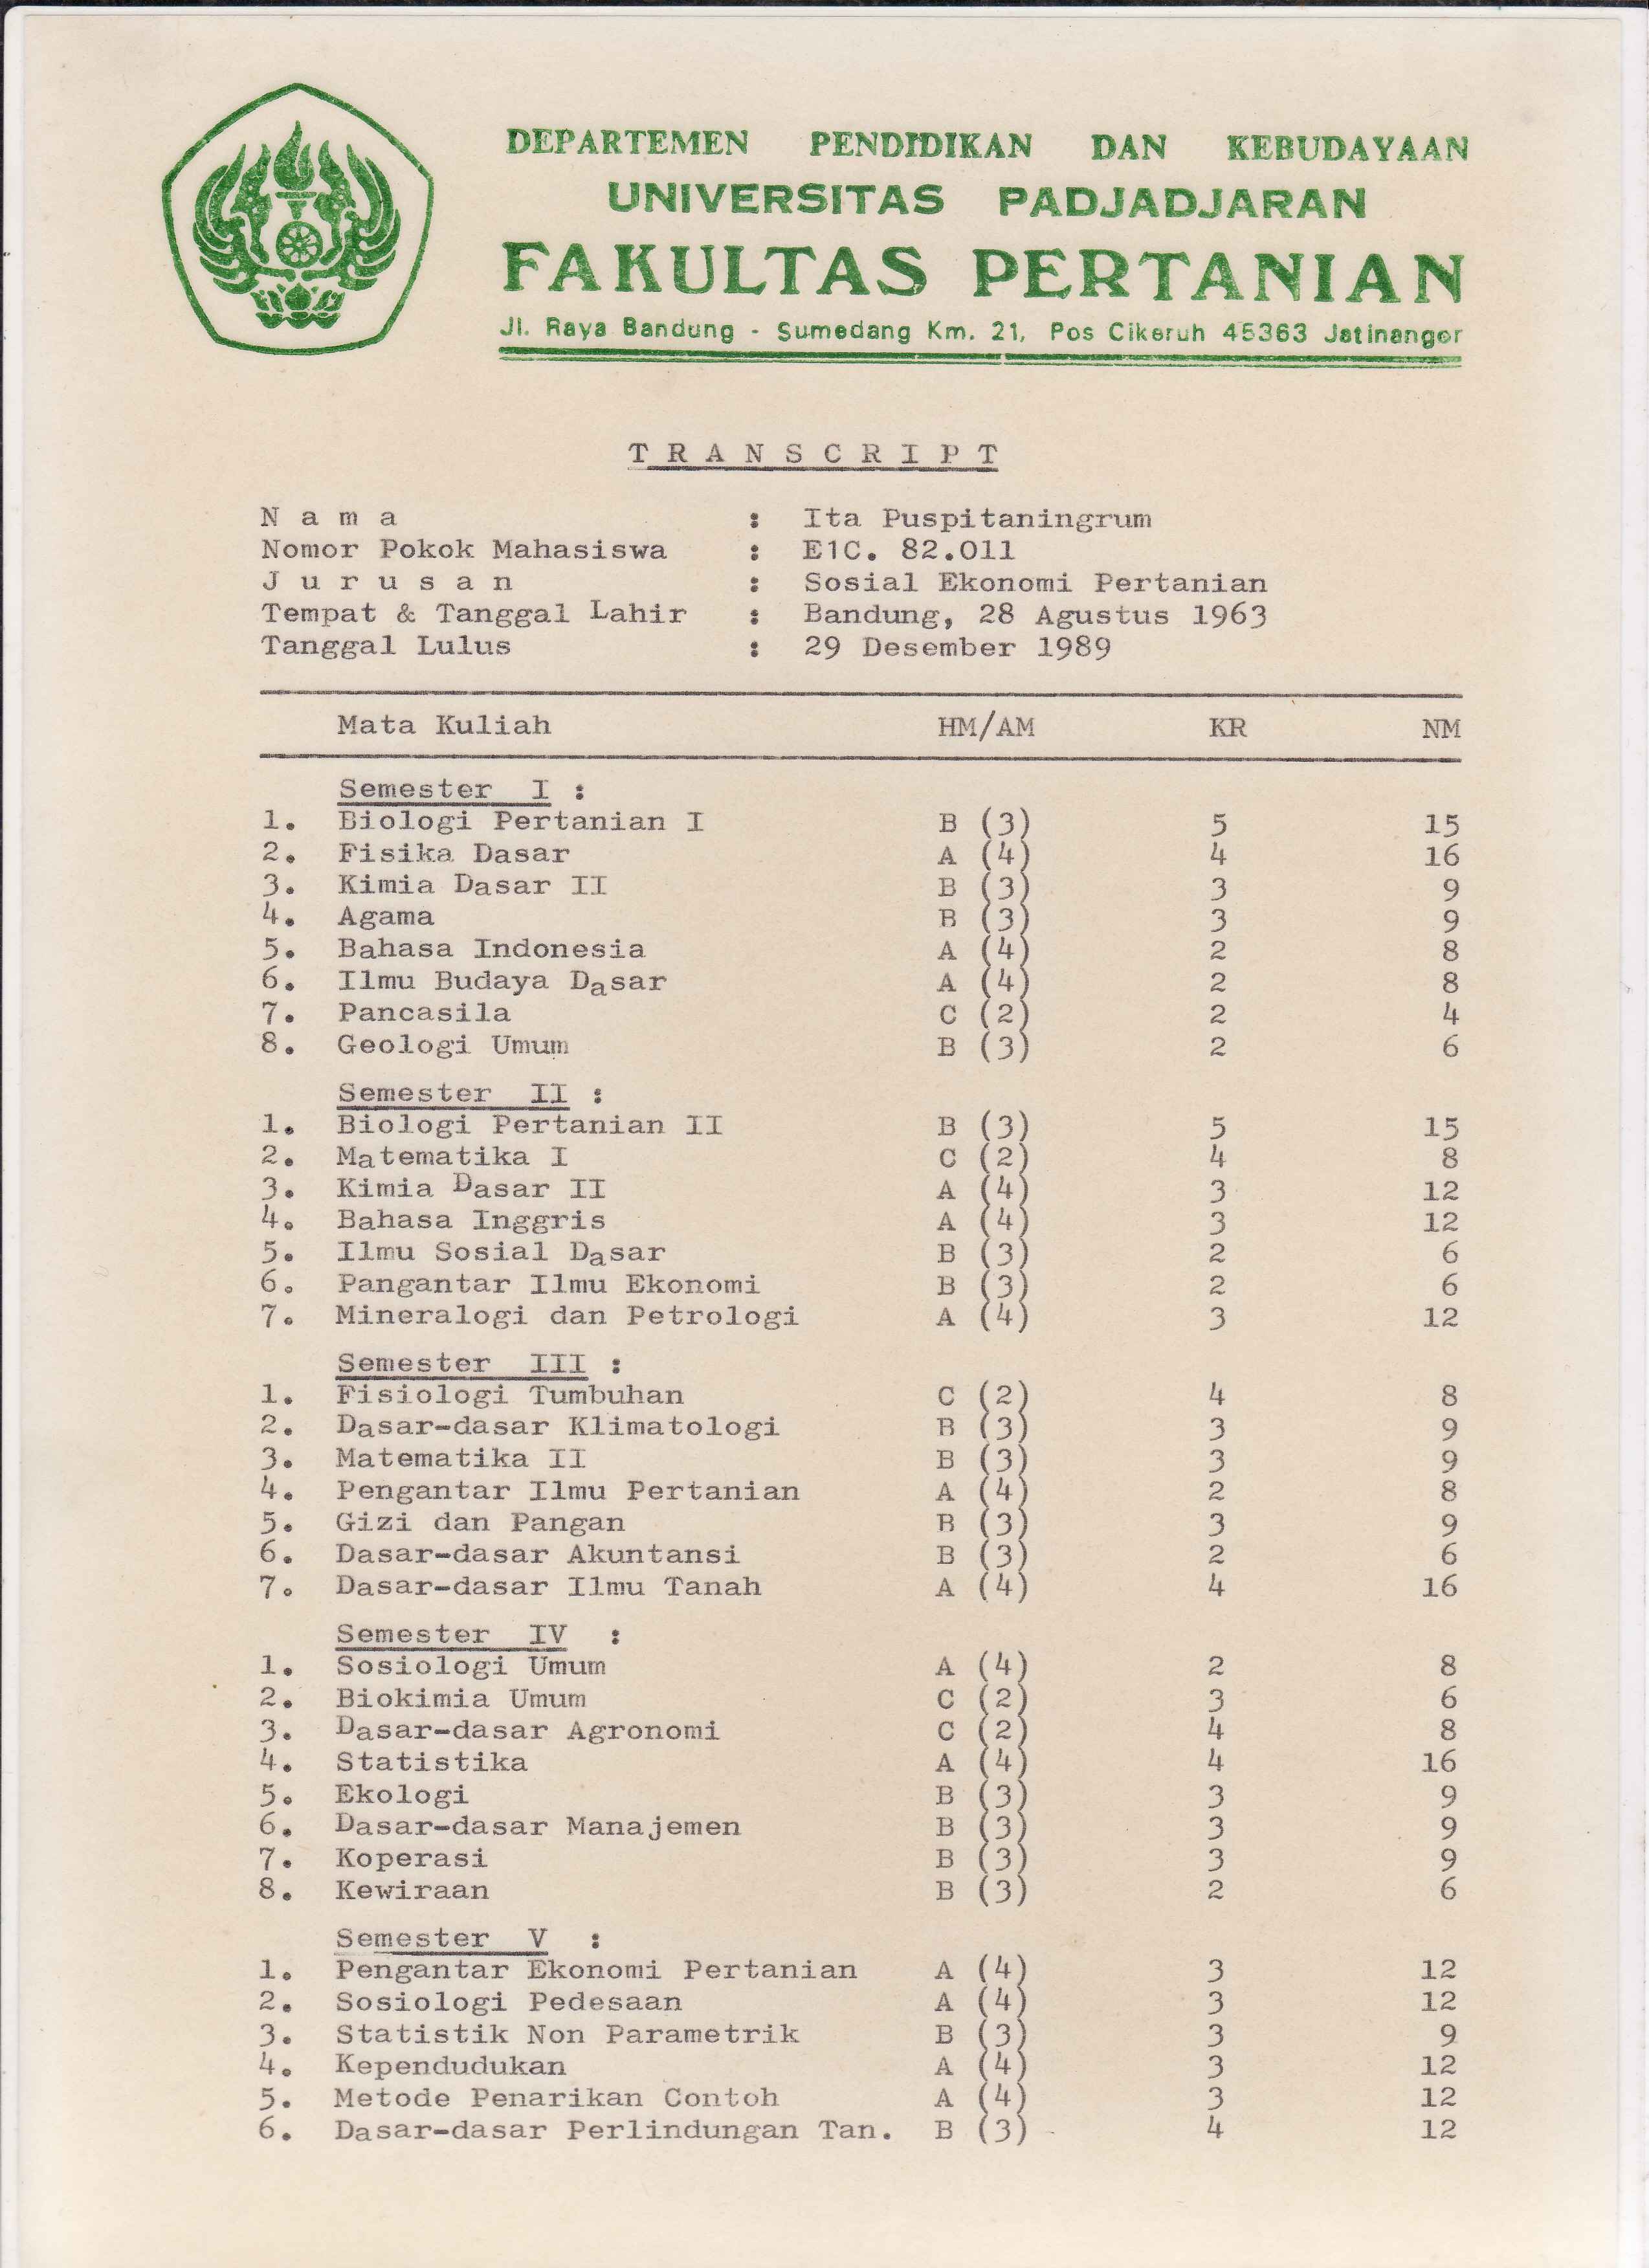 DEPARTEMEN PENDIDIKAN DAN KEBUDAYAAN
UNIVERSITAS PADJADJARAN
FAKULTAS PERTANIAN
Jl. Raya Bandung - Sumedang Km. 21, Pos Cikeruh 45363 Jatinangor
T R A N S C R I P T
N a m a : Ita Puspitaningrum
Nomor Pokok Mahasiswa : E1C. 82.011
J u r u s a n : Sosial Ekonomi Pertanian
Tempat & Tanggal Lahir : Bandung, 28 Agustus 1963
Tanggal Lulus : 29 Desember 1989
Mata Kuliah HM/AM KR NM
Semester I :
1. Biologi Pertanian I B (3) 5 15
2. Fisika Dasar A (4) 4 16
3. Kimia Dasar II B (3) 3 9
4. Agama B (3) 3 9
5. Bahasa Indonesia A (4) 2 8
6. Ilmu Budaya Dasar A (4) 2 8
7. Pancasila C (2) 2 4
8. Geologi Umum B (3) 2 6
Semester II :
1. Biologi Pertanian II B (3) 5 15
2. Matematika I C (2) 4 8
3. Kimia Dasar II A (4) 3 12
4. Bahasa Inggris A (4) 3 12
5. Ilmu Sosial Dasar B (3) 2 6
6. Pangantar Ilmu Ekonomi B (3) 2 6
7. Mineralogi dan Petrologi A (4) 3 12
Semester III :
1. Fisiologi Tumbuhan C (2) 4 8
2. Dasar-dasar Klimatologi B (3) 3 9
3. Matematika II B (3) 3 9
4. Pengantar Ilmu Pertanian A (4) 2 8
5. Gizi dan Pangan B (3) 3 9
6. Dasar-dasar Akuntansi B (3) 2 6
7. Dasar-dasar Ilmu Tanah A (4) 4 16
Semester IV :
1. Sosiologi Umum A (4) 2 8
2. Biokimia Umum C (2) 3 6
3. Dasar-dasar Agronomi C (2) 4 8
4. Statistika A (4) 4 16
5. Ekologi B (3) 3 9
6. Dasar-dasar Manajemen B (3) 3 9
7. Koperasi B (3) 3 9
8. Kewiraan B (3) 2 6
Semester V :
1. Pengantar Ekonomi Pertanian A (4) 3 12
2. Sosiologi Pedesaan A (4) 3 12
3. Statistik Non Parametrik B (3) 3 9
4. Kependudukan A (4) 3 12
5. Metode Penarikan Contoh A (4) 3 12
6. Dasar-dasar Perlindungan Tan. B (3) 4 12